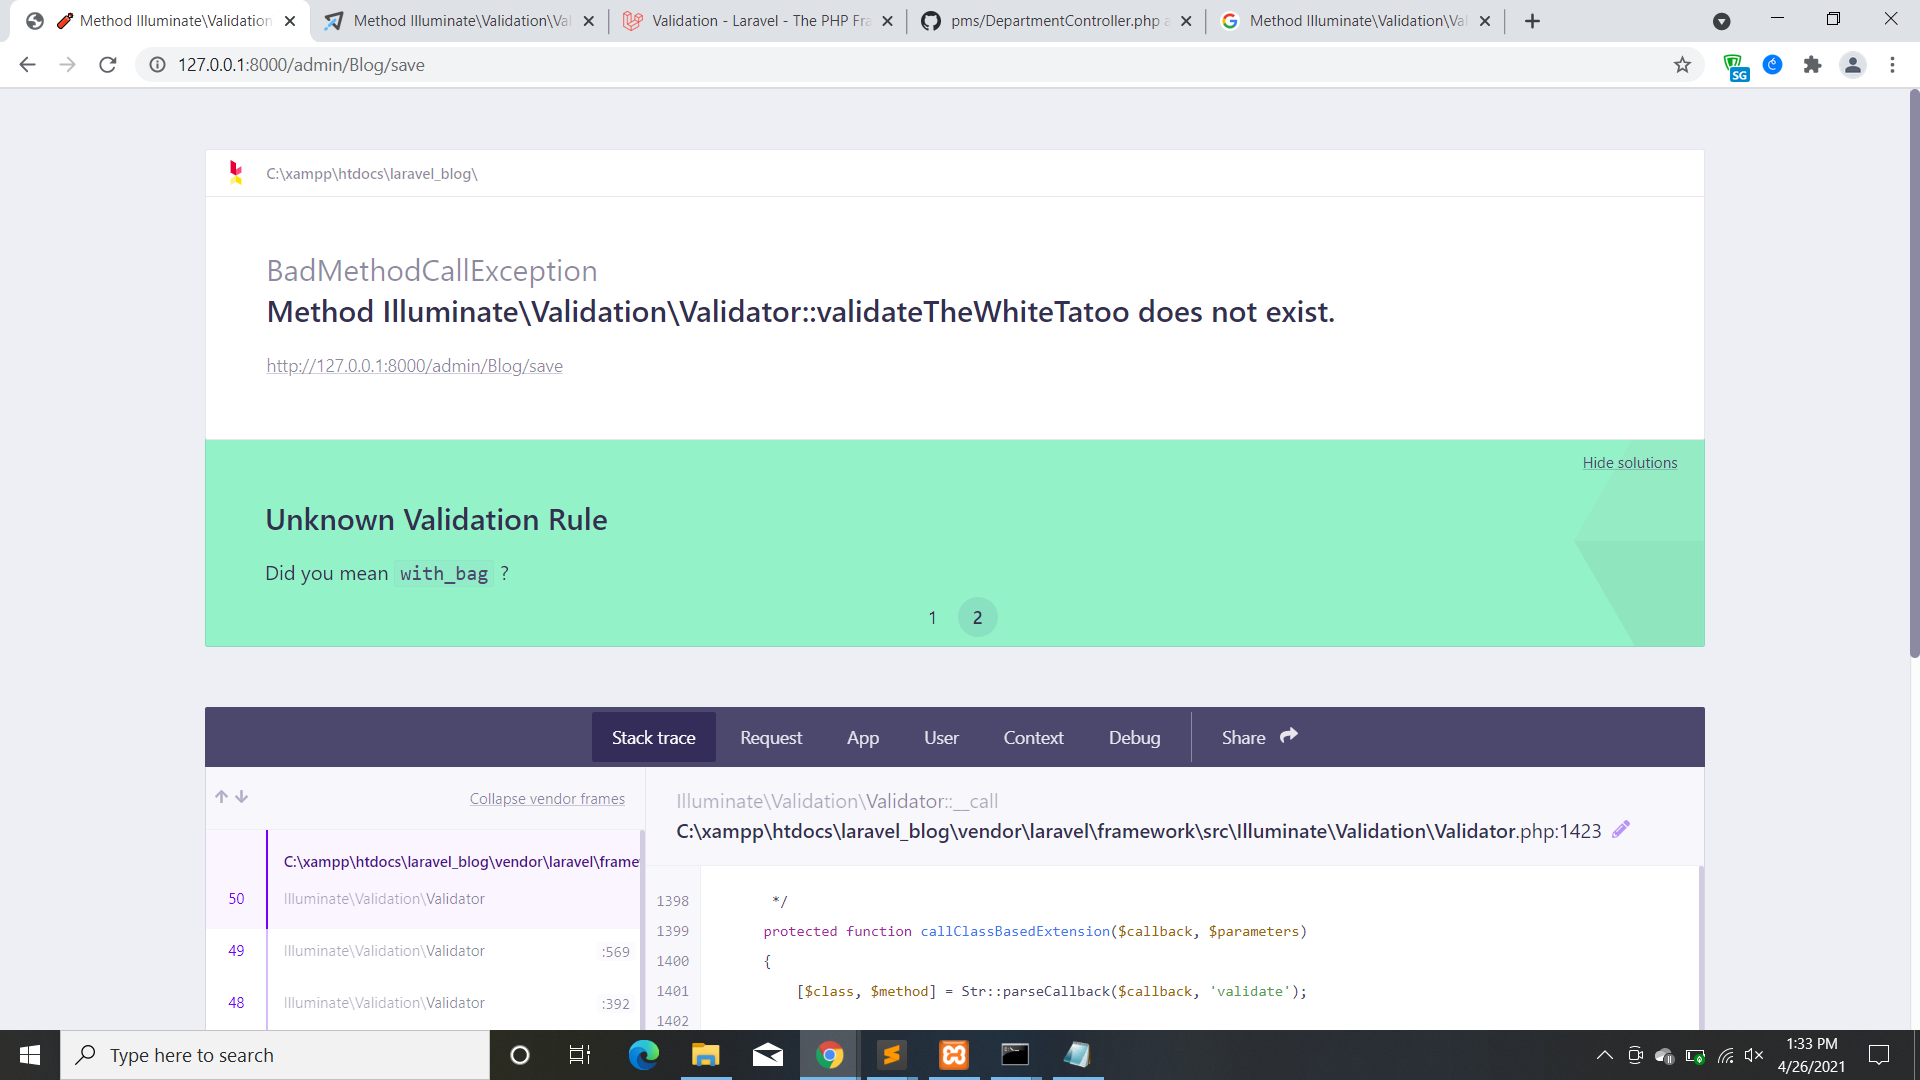 Method Illuminate\Validation
Method Illuminate\Validation\Val
Validation - Laravel - The PHP Fra
pms/DepartmentController.php a
Method Illuminate\Validation\Val
127.0.0.1:8000/admin/Blog/save
SG
C:\xampp\htdocs\laravel_blog\
BadMethodCallException
Method Illuminate\Validation\Validator::validateTheWhiteTatoo does not exist.
http://127.0.0.1:8000/admin/Blog/save
Hide solutions
Unknown Validation Rule
Did you mean with_bag ?
1 2
Stack trace Request App User Context Debug Share
Collapse vendor frames
C:\xampp\htdocs\laravel_blog\vendor\laravel\frame
50 Illuminate\Validation\Validator
49 Illuminate\Validation\Validator :569
48 Illuminate\Validation\Validator :392
Illuminate\Validation\Validator::__call
C:\xampp\htdocs\laravel_blog\vendor\laravel\framework\src\Illuminate\Validation\Validator.php:1423
1398 */
1399 protected function callClassBasedExtension($callback, $parameters)
1400 {
1401 [$class, $method] = Str::parseCallback($callback, 'validate');
1402
Type here to search
1:33 PM
4/26/2021